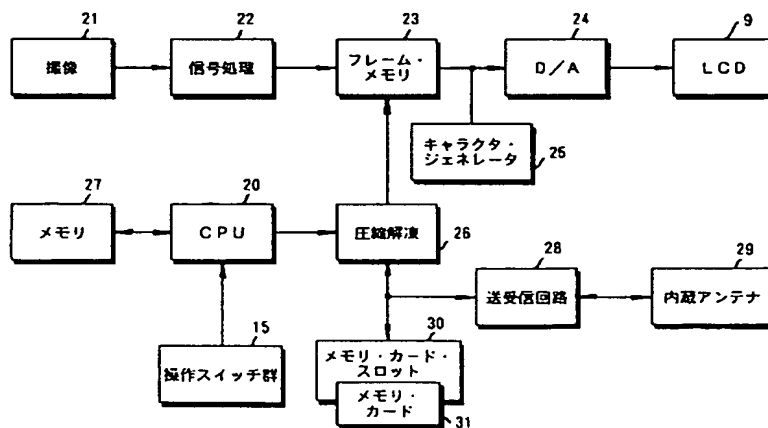 21
22
23
24
9
撮像
信号処理
フレーム・
メモリ
D/A
LCD
キャラクタ・
ジェネレータ
25
27
20
メモリ
CPU
圧縮解凍
26
28
29
送受信回路
内蔵アンテナ
15
30
操作スイッチ群
メモリ・カード・
スロット
メモリ・
カード
31